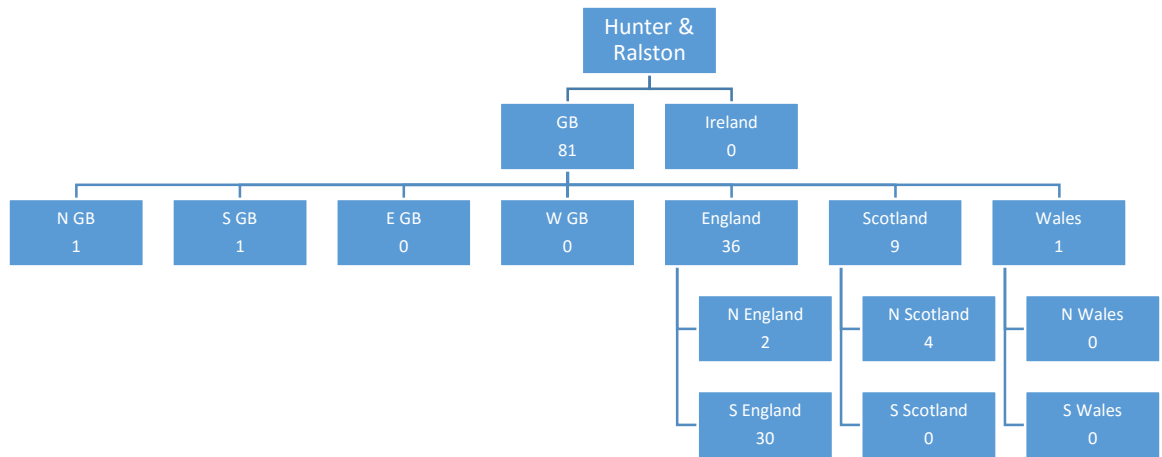 Hunter &
Ralston
GB
81
Ireland
0
N GB
1
S GB
1
E GB
0
W GB
0
England
36
Scotland
9
Wales
1
N England
2
N Scotland
4
N Wales
0
S England
30
S Scotland
0
S Wales
0